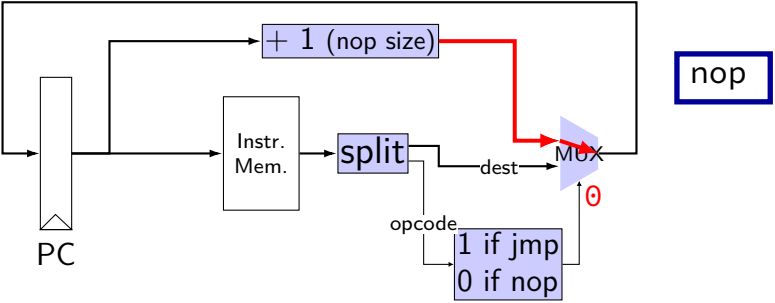 + 1 (nop size)
nop
Instr.
Mem.
split
MUX
dest
0
opcode
1 if jmp
0 if nop
PC